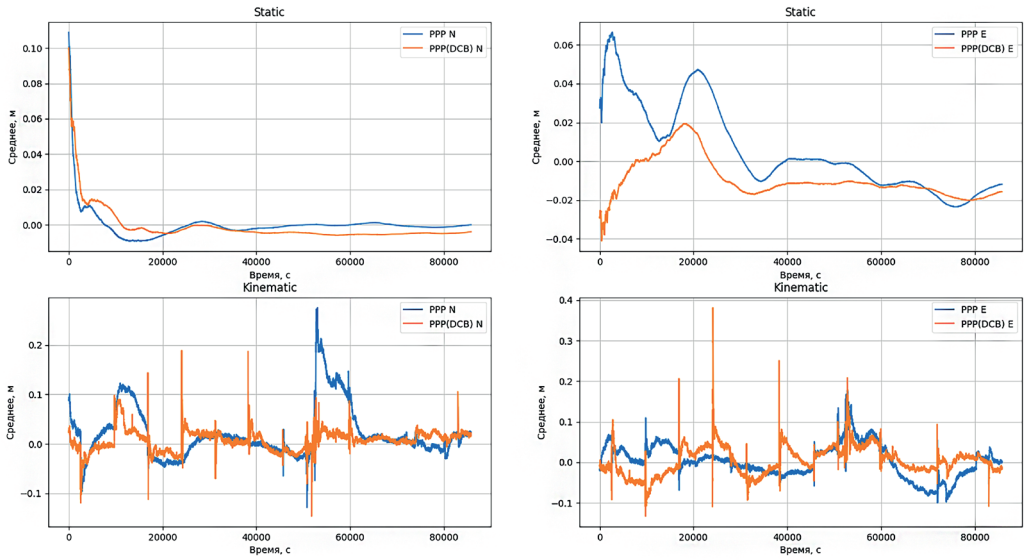 Static
PPP N
PPP(DCB) N
0.10
0.08
0.06
0.04
0.02
0.00
Среднее, м
0 20000 40000 60000 80000
Время, с
Static
PPP E
PPP(DCB) E
0.06
0.04
0.02
0.00
−0.02
−0.04
Среднее, м
0 20000 40000 60000 80000
Время, с
Kinematic
PPP N
PPP(DCB) N
0.2
0.1
0.0
−0.1
Среднее, м
0 20000 40000 60000 80000
Время, с
Kinematic
PPP E
PPP(DCB) E
0.4
0.3
0.2
0.1
0.0
−0.1
Среднее, м
0 20000 40000 60000 80000
Время, с